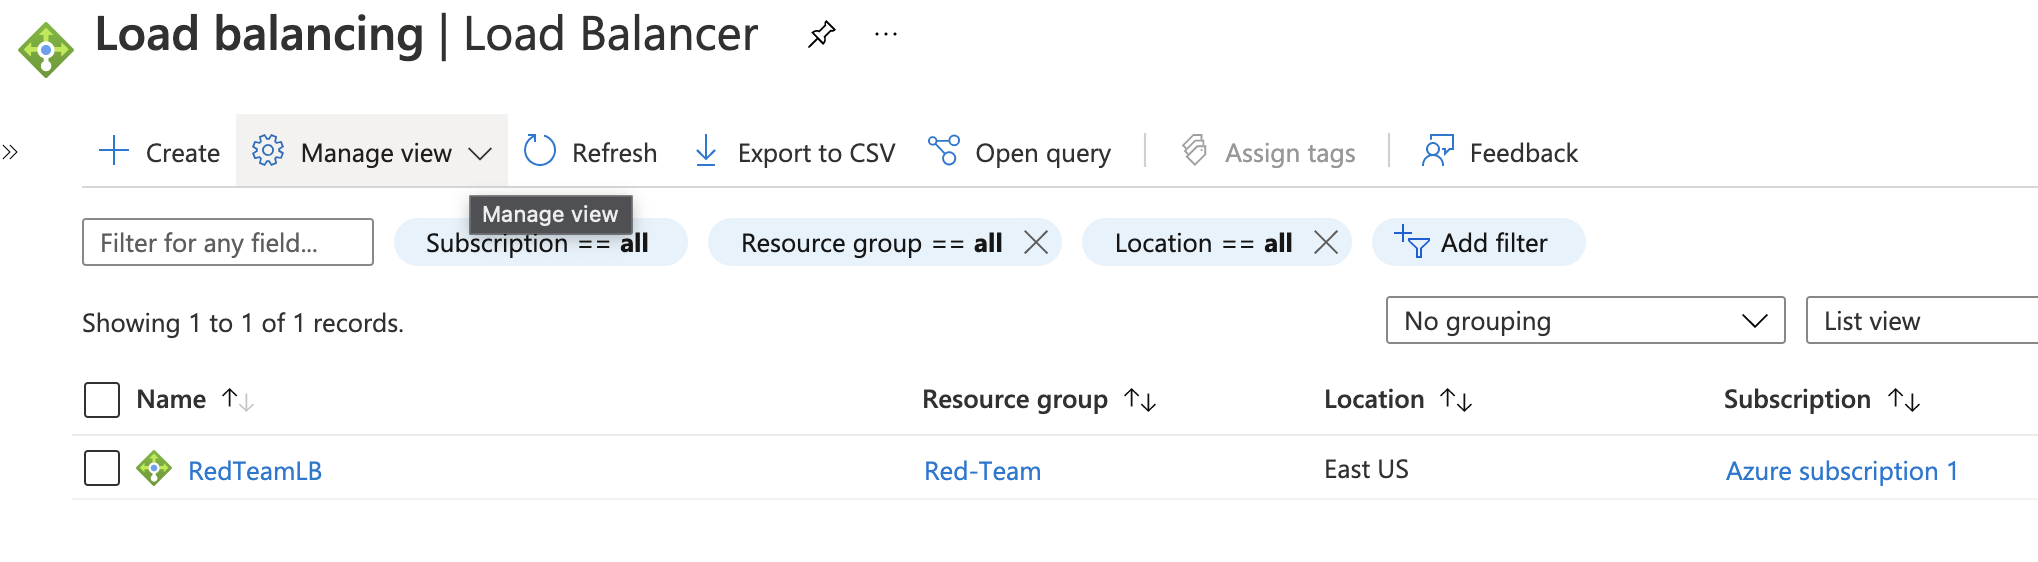 Load balancing | Load Balancer
Create Manage view Refresh Export to CSV Open query Assign tags Feedback
Manage view
Filter for any field... Subscription == all Resource group == all Location == all Add filter
Showing 1 to 1 of 1 records. No grouping List view
Name Resource group Location Subscription
RedTeamLB Red-Team East US Azure subscription 1